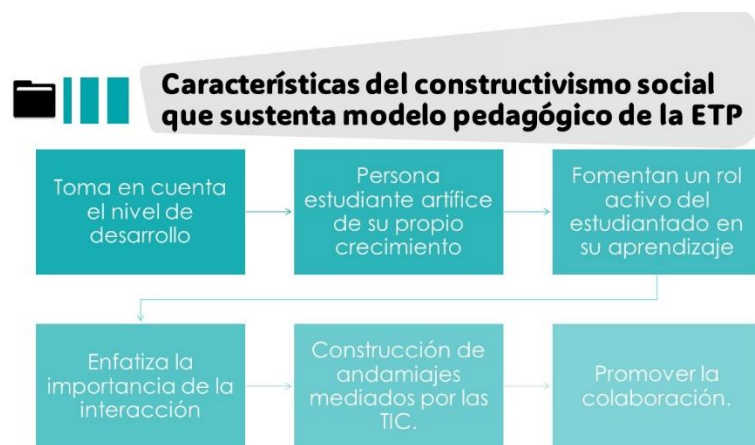 Características del constructivismo social
que sustenta modelo pedagógico de la ETP
Toma en cuenta
el nivel de
desarrollo
Persona
estudiante artífice
de su propio
crecimiento
Fomentan un rol
activo del
estudiantado en
su aprendizaje
Enfatiza la
importancia de la
interacción
Construcción de
andamiajes
mediados por las
TIC.
Promover la
colaboración.